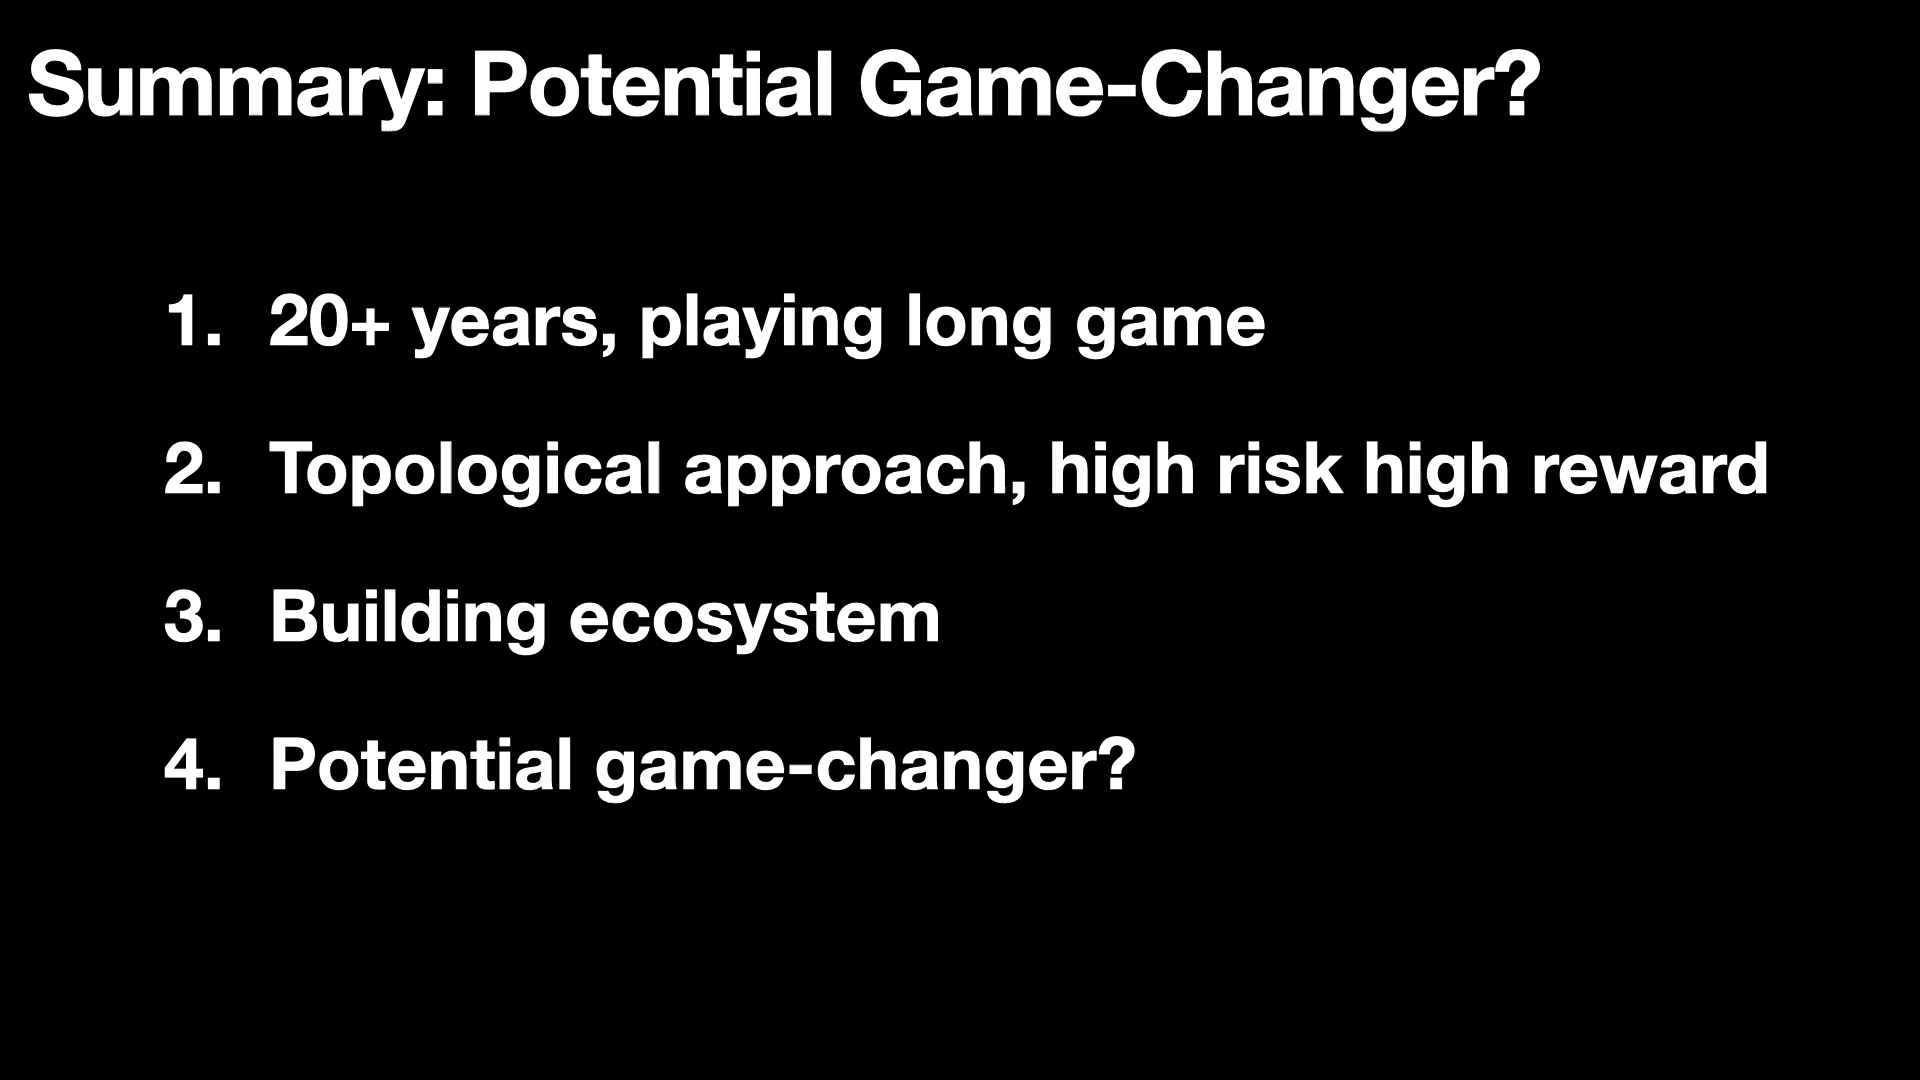 Summary: Potential Game-Changer?
1. 20+ years, playing long game
2. Topological approach, high risk high reward
3. Building ecosystem
4. Potential game-changer?